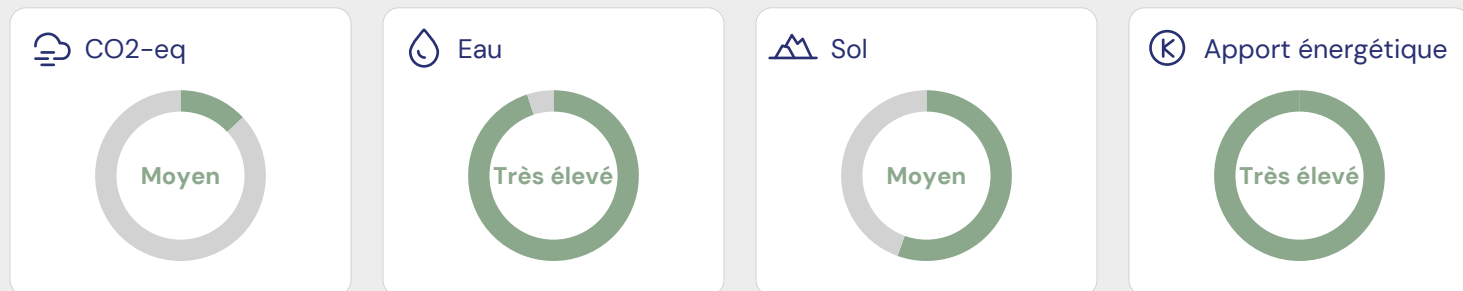 CO2-eq
Moyen
Eau
Très élevé
Sol
Moyen
Apport énergétique
Très élevé